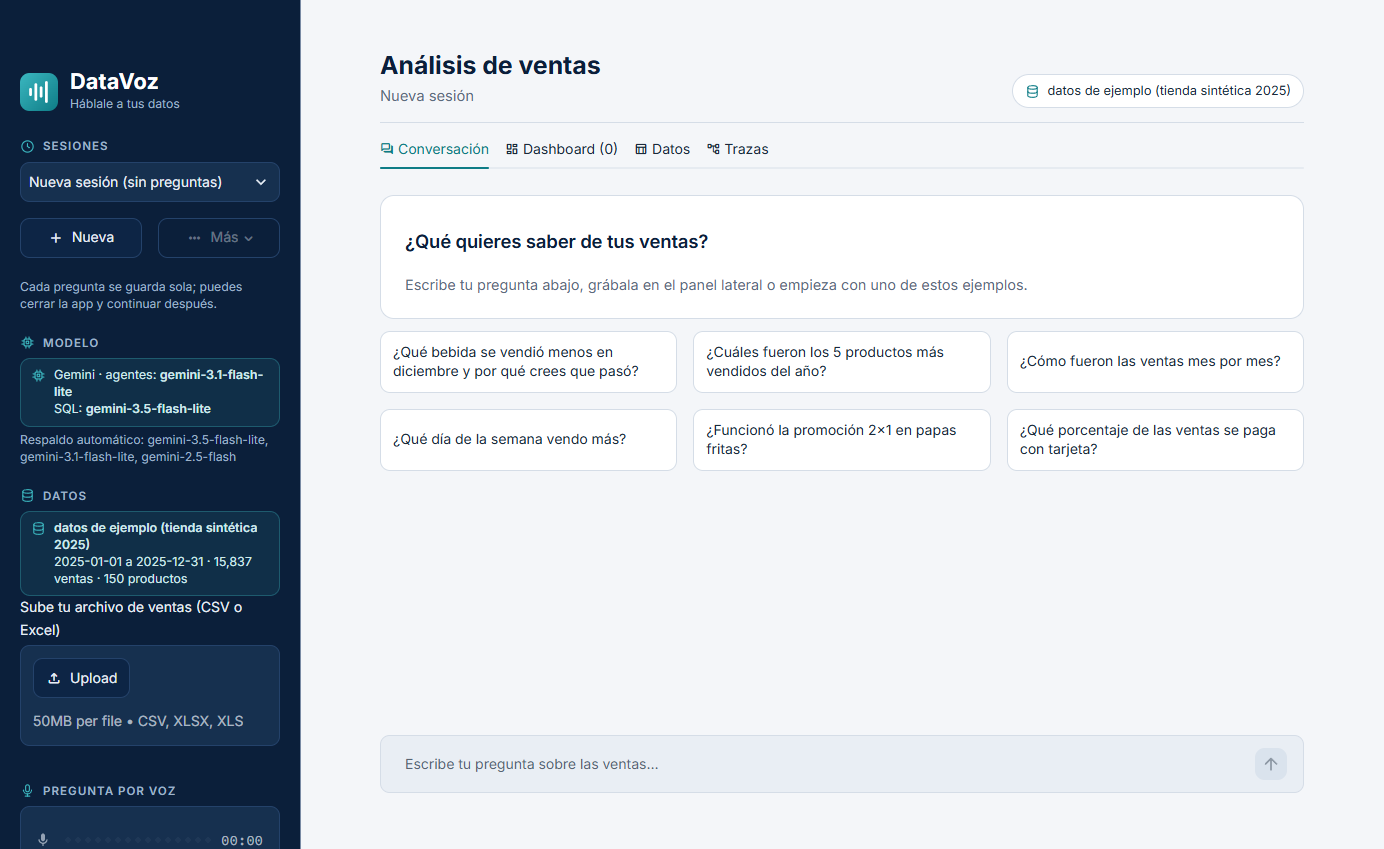 DataVoz
Háblale a tus datos
SESIONES
Nueva sesión (sin preguntas)
+ Nueva
··· Más
Cada pregunta se guarda sola; puedes
cerrar la app y continuar después.
MODELO
Gemini · agentes: gemini-3.1-flash-
lite
SQL: gemini-3.5-flash-lite
Respaldo automático: gemini-3.5-flash-lite,
gemini-3.1-flash-lite, gemini-2.5-flash
DATOS
datos de ejemplo (tienda sintética
2025)
2025-01-01 a 2025-12-31 · 15,837
ventas · 150 productos
Sube tu archivo de ventas (CSV o
Excel)
Upload
50MB per file • CSV, XLSX, XLS
PREGUNTA POR VOZ
00:00
Análisis de ventas
Nueva sesión
datos de ejemplo (tienda sintética 2025)
Conversación Dashboard (0) Datos Trazas
¿Qué quieres saber de tus ventas?
Escribe tu pregunta abajo, grábala en el panel lateral o empieza con uno de estos ejemplos.
¿Qué bebida se vendió menos en
diciembre y por qué crees que pasó?
¿Cuáles fueron los 5 productos más
vendidos del año?
¿Cómo fueron las ventas mes por mes?
¿Qué día de la semana vendo más?
¿Funcionó la promoción 2×1 en papas
fritas?
¿Qué porcentaje de las ventas se paga
con tarjeta?
Escribe tu pregunta sobre las ventas...